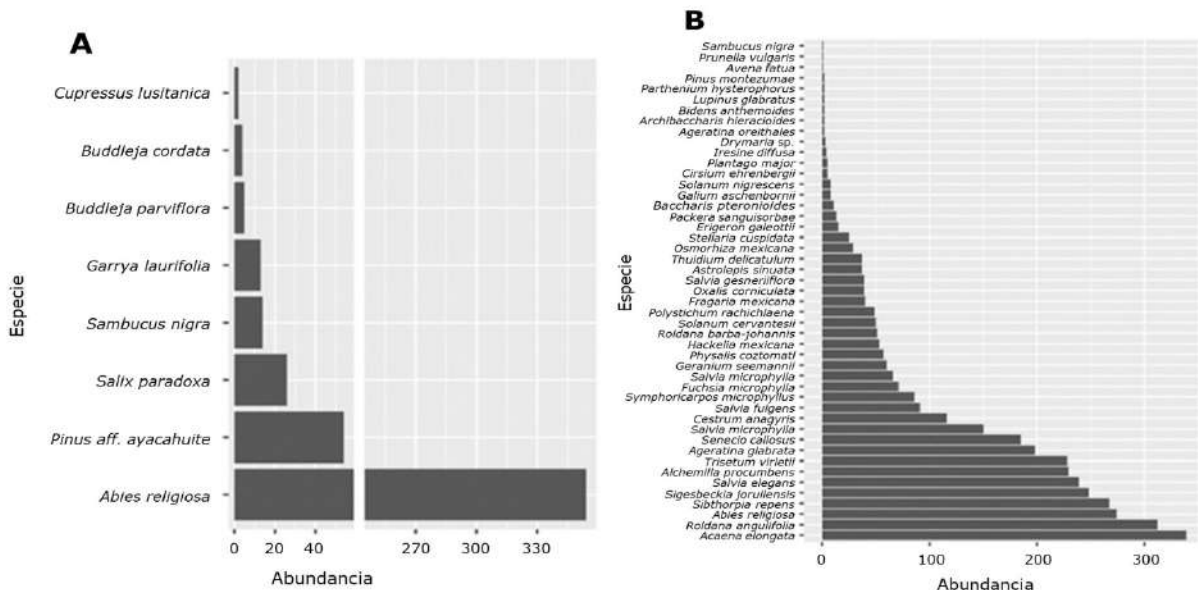 A
Especie
Cupressus lusitanica
Buddleja cordata
Buddleja parviflora
Garrya laurifolia
Sambucus nigra
Salix paradoxa
Pinus aff. ayacahuite
Abies religiosa
0 20 40 270 300 330
Abundancia
B
Especie
Sambucus nigra
Prunella vulgaris
Avena fatua
Pinus montezumae
Parthenium hysterophorus
Lupinus glabratus
Bidens anthemoides
Archibaccharis hieracioides
Ageratina oreithales
Drymaria sp.
Iresine diffusa
Plantago major
Cirsium ehrenbergii
Solanum nigrescens
Galium aschenbornii
Baccharis pteronioides
Packera sanguisorbae
Erigeron galeottii
Stellaria cuspidata
Osmorhiza mexicana
Thuidium delicatulum
Astrolepis sinuata
Salvia gesneriiflora
Oxalis corniculata
Fragaria mexicana
Polystichum rachichlaena
Solanum cervantesii
Roldana barba-johannis
Hackelia mexicana
Physalis coztomatl
Geranium seemannii
Salvia microphylla
Fuchsia microphylla
Symphoricarpos microphyllus
Salvia fulgens
Cestrum anagyris
Salvia microphylla
Senecio callosus
Ageratina glabrata
Trisetum virletii
Alchemilla procumbens
Salvia elegans
Sigesbeckia jorullensis
Sibthorpia repens
Abies religiosa
Roldana angulifolia
Acaena elongata
0 100 200 300
Abundancia